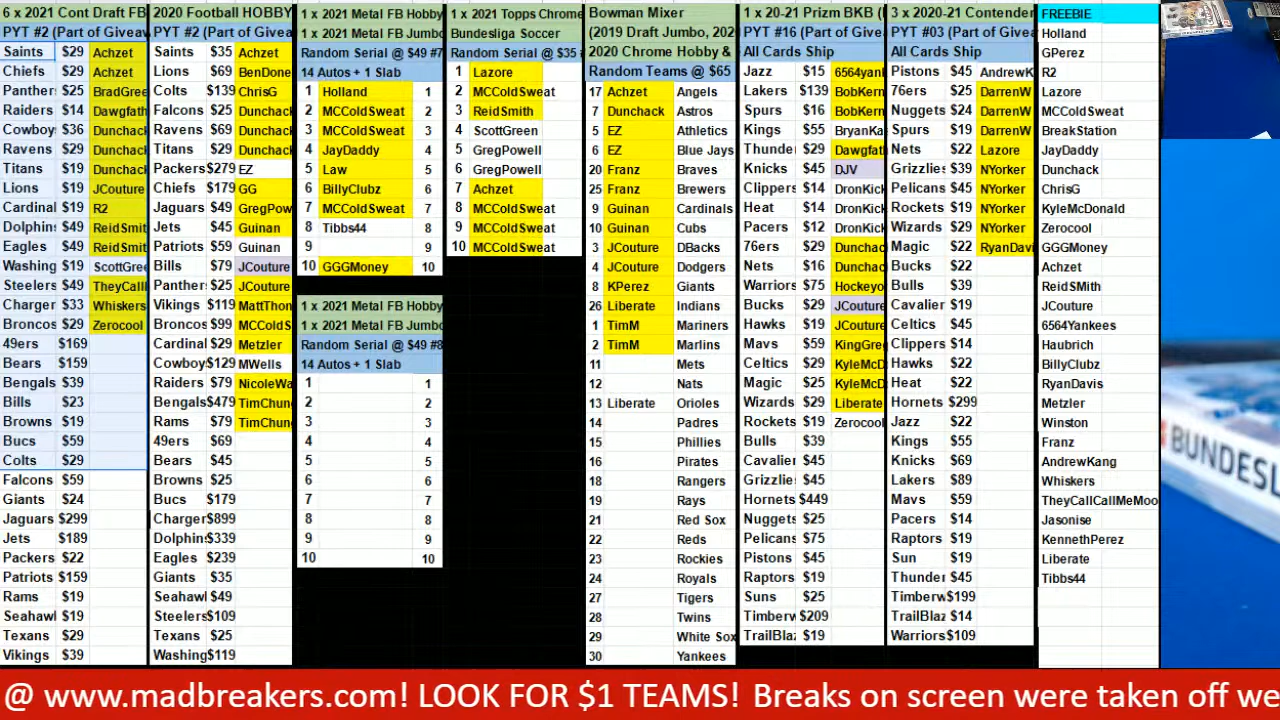 6 x 2021 Cont Draft FB
PYT #2 (Part of Giveaw
Saints $29 Achzet
Chiefs $29 Achzet
Panther $25 BradGree
Raiders $14 Dawgfath
Cowboy $36 Dunchack
Ravens $29 Dunchack
Titans $19 Dunchack
Lions $19 JCouture
Cardinal $19 R2
Dolphin $49 ReidSmit
Eagles $49 ReidSmit
Washing $19 ScottGree
Steelers $49 TheyCall
Charger $33 Whiskers
Broncos $29 Zerocool
49ers $169
Bears $159
Bengals $39
Bills $23
Browns $19
Bucs $59
Colts $29
Falcons $59
Giants $24
Jaguars $299
Jets $189
Packers $22
Patriots $159
Rams $19
Seahawl $19
Texans $29
Vikings $39
2020 Football HOBBY
PYT #2 (Part of Givea
Saints $35 Achzet
Lions $69 BenDone
Colts $139 ChrisG
Falcons $25 Dunchack
Ravens $69 Dunchack
Titans $29 Dunchack
Packers $279 EZ
Chiefs $179 GG
Jaguars $49 GregPow
Jets $45 Guinan
Patriots $59 Guinan
Bills $79 JCouture
Panther $25 JCouture
Vikings $119 MattThon
Bronco $99 MCColdS
Cardina $29 Metzler
Cowboy $129 MWells
Raiders $79 NicoleWa
Bengals $479 TimChung
Rams $79 TimChung
49ers $69
Bears $45
Browns $25
Bucs $179
Charger $899
Dolphin $339
Eagles $239
Giants $35
Seahawl $49
Steelers $109
Texans $25
Washing $119
1 x 2021 Metal FB Hobby
1 x 2021 Metal FB Jumbo
Random Serial @ $49 #7
14 Autos + 1 Slab
1 Holland 1
2 MCColdSweat 2
3 MCColdSweat 3
4 JayDaddy 4
5 Law 5
6 BillyClubz 6
7 MCColdSweat 7
8 Tibbs44 8
9 9
10 GGGMoney 10
1 x 2021 Metal FB Hobby
1 x 2021 Metal FB Jumbo
Random Serial @ $49 #8
14 Autos + 1 Slab
1 1
2 2
3 3
4 4
5 5
6 6
7 7
8 8
9 9
10 10
1 x 2021 Topps Chrome
Bundesliga Soccer
Random Serial @ $35 #
1 Lazore
2 MCColdSweat
3 ReidSmith
4 ScottGreen
5 GregPowell
6 GregPowell
7 Achzet
8 MCColdSweat
9 MCColdSweat
10 MCColdSweat
Bowman Mixer
(2019 Draft Jumbo, 202
2020 Chrome Hobby &
Random Teams @ $65
17 Achzet Angels
7 Dunchack Astros
5 EZ Athletics
6 EZ Blue Jays
20 Franz Braves
25 Franz Brewers
9 Guinan Cardinals
10 Guinan Cubs
3 JCouture DBacks
4 JCouture Dodgers
8 KPerez Giants
26 Liberate Indians
1 TimM Mariners
2 TimM Marlins
11 Mets
12 Nats
13 Liberate Orioles
14 Padres
15 Phillies
16 Pirates
18 Rangers
19 Rays
21 Red Sox
22 Reds
23 Rockies
24 Royals
27 Tigers
28 Twins
29 White Sox
30 Yankees
1 x 20-21 Prizm BKB (
PYT #16 (Part of Givea
All Cards Ship
Jazz $15 6564yanl
Lakers $139 BobKern
Spurs $16 BobKern
Kings $55 BryanKa
Thunde $29 Dawgfath
Knicks $45 DJV
Clippers $14 DronKick
Heat $14 DronKick
Pacers $12 DronKick
76ers $29 Dunchac
Nets $16 Dunchac
Warriors $75 Hockeyo
Bucks $29 JCouture
Hawks $19 JCouture
Mavs $59 KingGreg
Celtics $29 KyleMcD
Magic $25 KyleMcD
Wizards $29 Liberate
Rockets $19 Zerocool
Bulls $39
Cavalier $45
Grizzlie $45
Hornets $449
Nuggets $25
Pelicans $75
Pistons $45
Raptors $19
Suns $25
Timberw $209
TrailBlaz $19
3 x 2020-21 Contender
PYT #03 (Part of Givea
All Cards Ship
Pistons $45 AndrewK
76ers $25 DarrenW
Nuggets $24 DarrenW
Spurs $19 DarrenW
Nets $22 Lazore
Grizzlies $39 NYorker
Pelicans $45 NYorker
Rockets $19 NYorker
Wizards $29 NYorker
Magic $22 RyanDavi
Bucks $22
Bulls $39
Cavalier $19
Celtics $45
Clippers $14
Hawks $22
Heat $22
Hornets $299
Jazz $22
Kings $55
Knicks $69
Lakers $89
Mavs $59
Pacers $14
Raptors $19
Sun $19
Thunder $45
Timberw $199
TrailBlaz $14
Warriors $109
FREEBIE
Holland
GPerez
R2
Lazore
MCColdSweat
BreakStation
JayDaddy
Dunchack
ChrisG
KyleMcDonald
Zerocool
GGGMoney
Achzet
ReidSMith
JCouture
6564Yankees
Haubrich
BillyClubz
RyanDavis
Metzler
Winston
Franz
AndrewKang
Whiskers
TheyCallCallMeMoo
Jasonise
KennethPerez
Liberate
Tibbs44
BUNDESL
@ www.madbreakers.com! LOOK FOR $1 TEAMS! Breaks on screen were taken off we